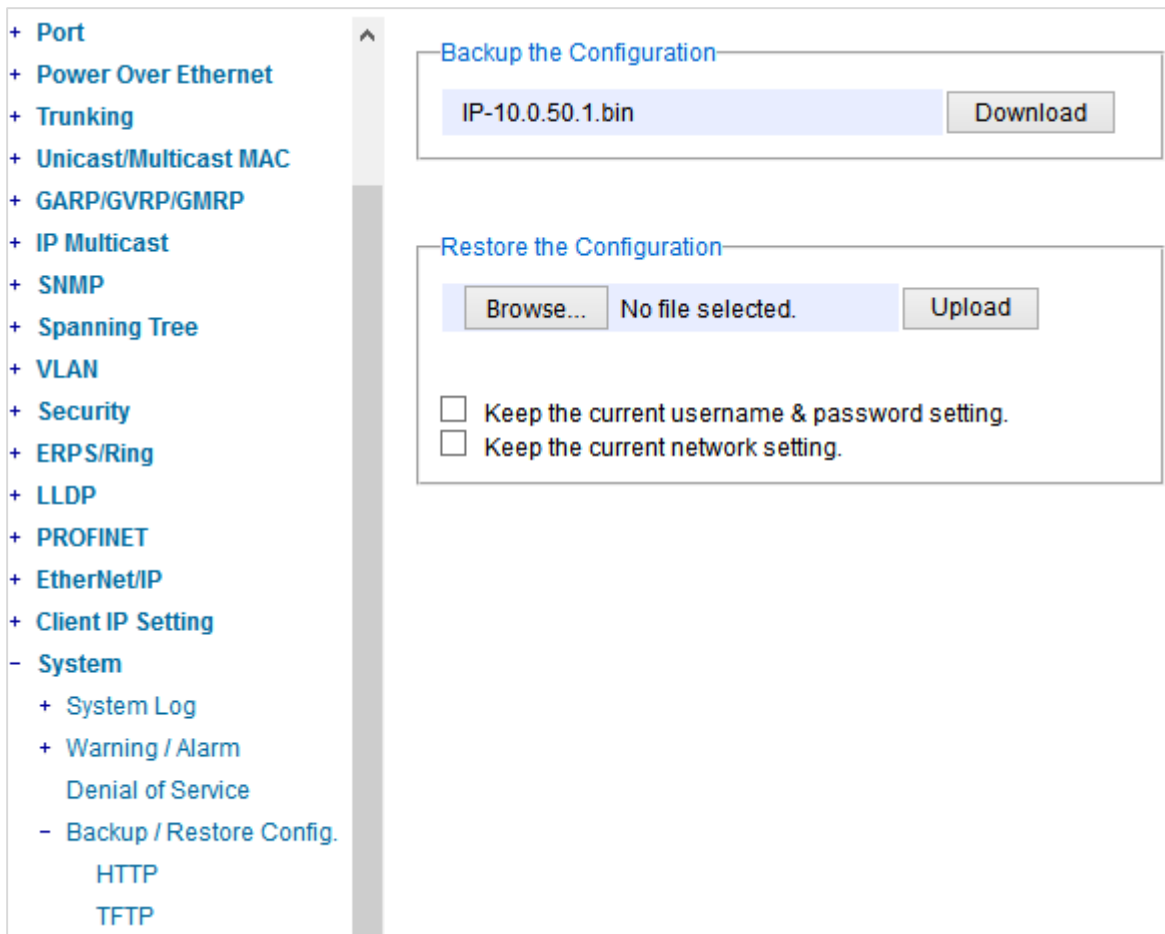 + Port
+ Power Over Ethernet
+ Trunking
+ Unicast/Multicast MAC
+ GARP/GVRP/GMRP
+ IP Multicast
+ SNMP
+ Spanning Tree
+ VLAN
+ Security
+ ERPS/Ring
+ LLDP
+ PROFINET
+ EtherNet/IP
+ Client IP Setting
− System
+ System Log
+ Warning / Alarm
Denial of Service
− Backup / Restore Config.
HTTP
TFTP
Backup the Configuration
IP-10.0.50.1.bin Download
Restore the Configuration
Browse... No file selected. Upload
Keep the current username & password setting.
Keep the current network setting.